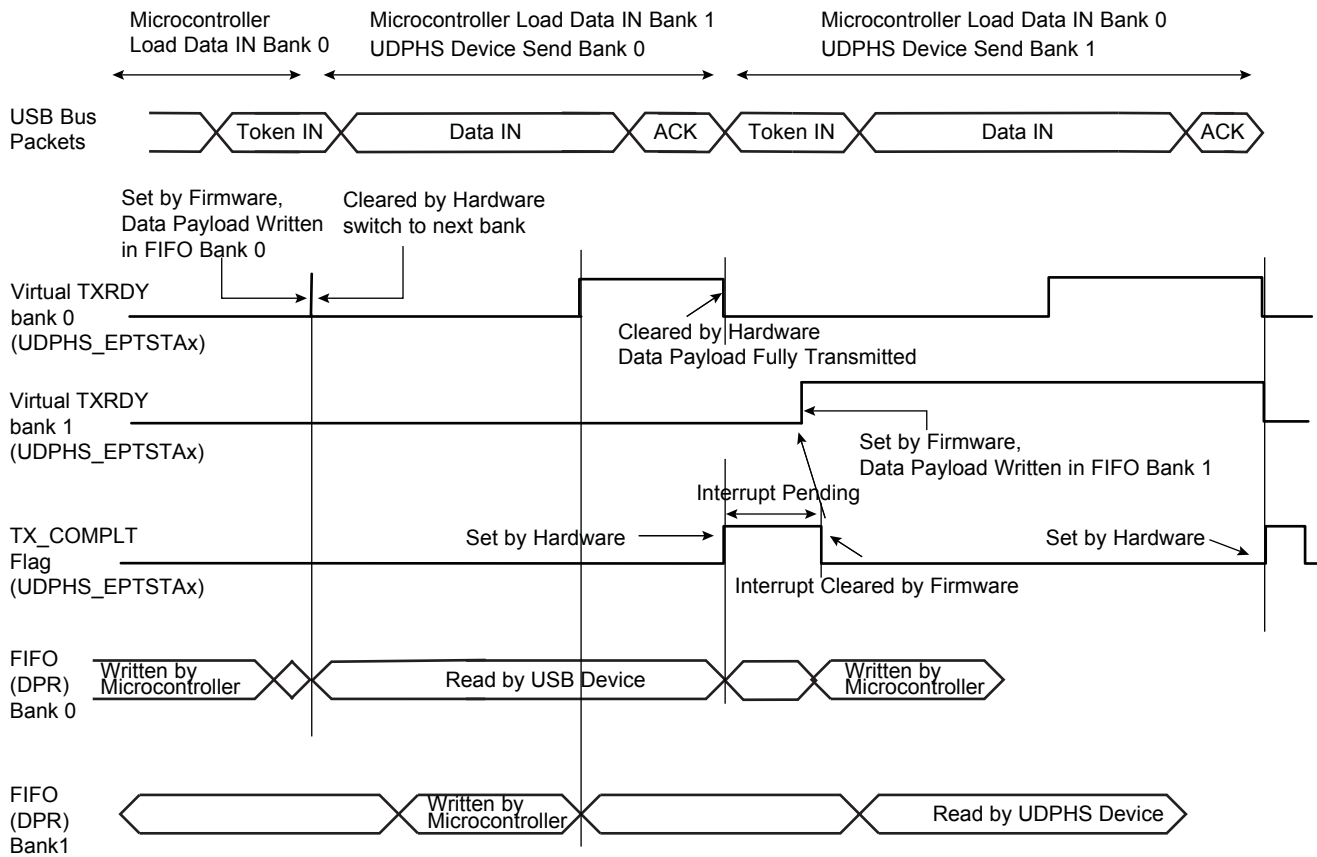 Microcontroller
Load Data IN Bank 0
Microcontroller Load Data IN Bank 1
UDPHS Device Send Bank 0
Microcontroller Load Data IN Bank 0
UDPHS Device Send Bank 1
USB Bus
Packets
Token IN
Data IN
ACK
Token IN
Data IN
ACK
Set by Firmware,
Data Payload Written
in FIFO Bank 0
Cleared by Hardware
switch to next bank
Virtual TXRDY
bank 0
(UDPHS_EPTSTAx)
Cleared by Hardware
Data Payload Fully Transmitted
Virtual TXRDY
bank 1
(UDPHS_EPTSTAx)
Set by Firmware,
Data Payload Written in FIFO Bank 1
Interrupt Pending
TX_COMPLT
Flag
(UDPHS_EPTSTAx)
Set by Hardware
Set by Hardware
Interrupt Cleared by Firmware
FIFO
(DPR)
Bank 0
Written by
Microcontroller
Read by USB Device
Written by
Microcontroller
FIFO
(DPR)
Bank1
Written by
Microcontroller
Read by UDPHS Device